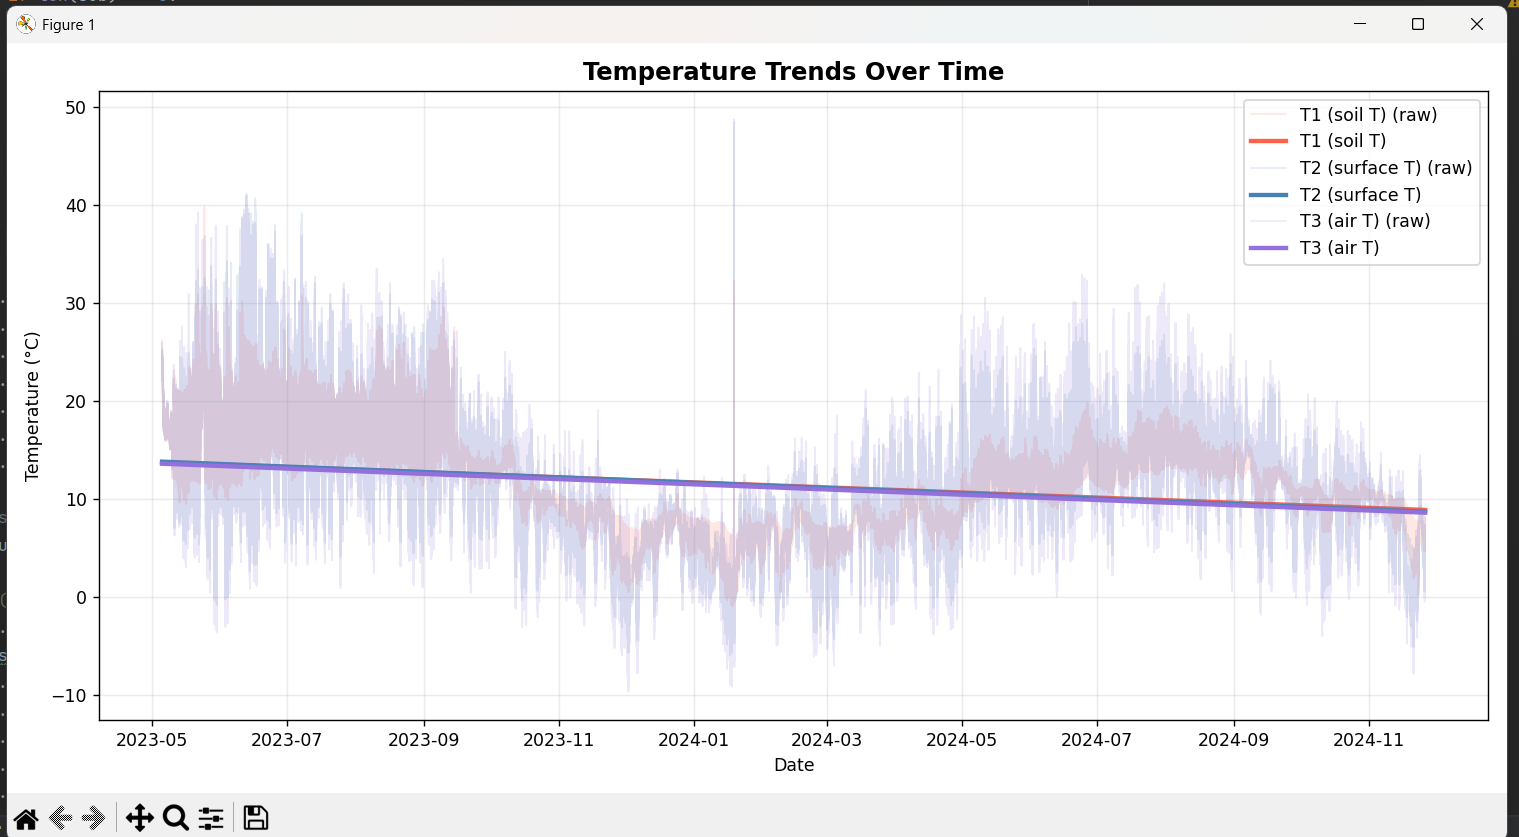 Figure 1
Temperature Trends Over Time
T1 (soil T) (raw)
T1 (soil T)
T2 (surface T) (raw)
T2 (surface T)
T3 (air T) (raw)
T3 (air T)
Temperature (°C)
50
40
30
20
10
0
−10
2023-05 2023-07 2023-09 2023-11 2024-01 2024-03 2024-05 2024-07 2024-09 2024-11
Date